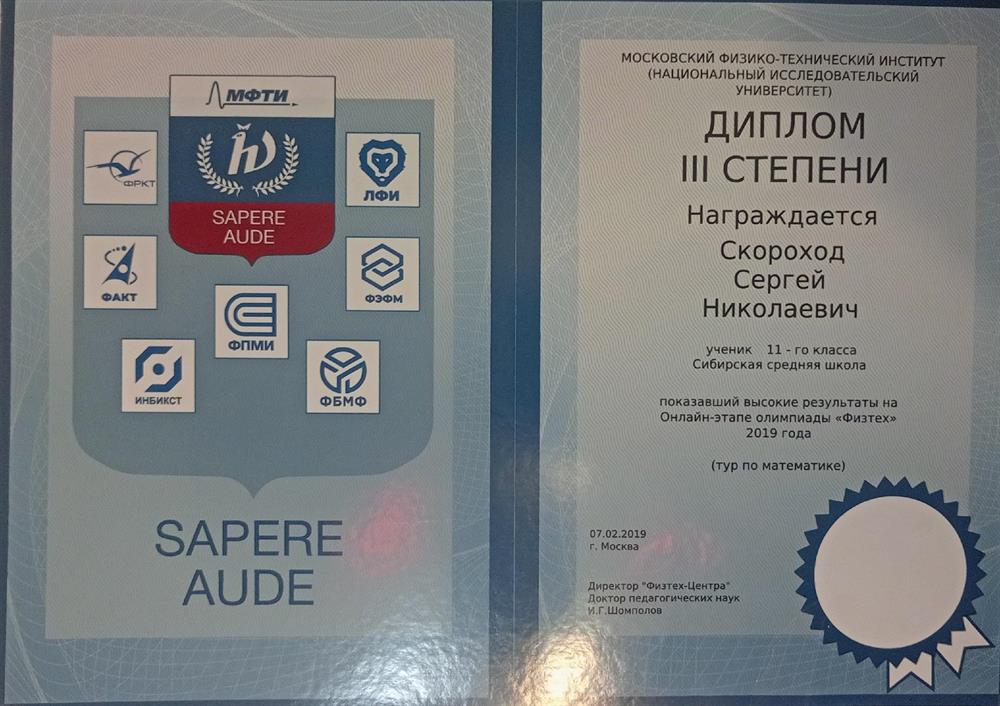 МФТИ
SAPERE
AUDE
ФРКТ
ЛФИ
ФАКТ
ФЭФМ
ФПМИ
ИНБИКСТ
ФБМФ
SAPERE
AUDE
МОСКОВСКИЙ ФИЗИКО-ТЕХНИЧЕСКИЙ ИНСТИТУТ
(НАЦИОНАЛЬНЫЙ ИССЛЕДОВАТЕЛЬСКИЙ
УНИВЕРСИТЕТ)
ДИПЛОМ
III СТЕПЕНИ
Награждается
Скороход
Сергей
Николаевич
ученик 11 - го класса
Сибирская средняя школа
показавший высокие результаты на
Онлайн-этапе олимпиады «Физтех»
2019 года
(тур по математике)
07.02.2019
г. Москва
Директор "Физтех-Центра"
Доктор педагогических наук
И.Г.Шомполов